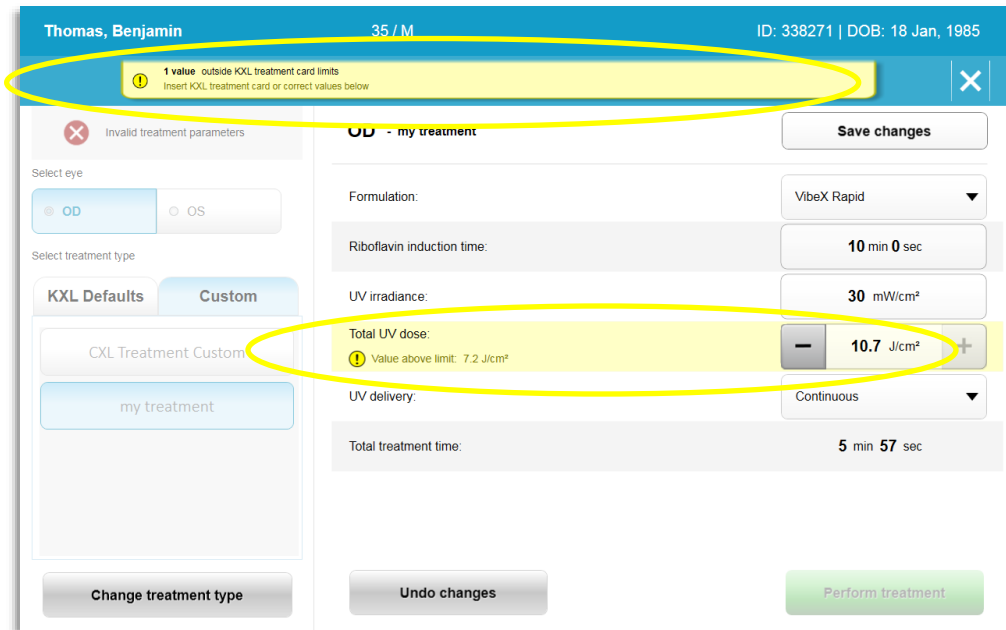 Thomas, Benjamin 35 / M ID: 338271 | DOB: 18 Jan, 1985
1 value outside KXL treatment card limits
Insert KXL treatment card or correct values below
Invalid treatment parameters
Select eye
OD OS
Select treatment type
KXL Defaults Custom
CXL Treatment Custom
my treatment
Change treatment type
OD - my treatment Save changes
Formulation: VibeX Rapid
Riboflavin induction time: 10 min 0 sec
UV irradiance: 30 mW/cm²
Total UV dose: 10.7 J/cm²
Value above limit: 7.2 J/cm²
UV delivery: Continuous
Total treatment time: 5 min 57 sec
Undo changes Perform treatment